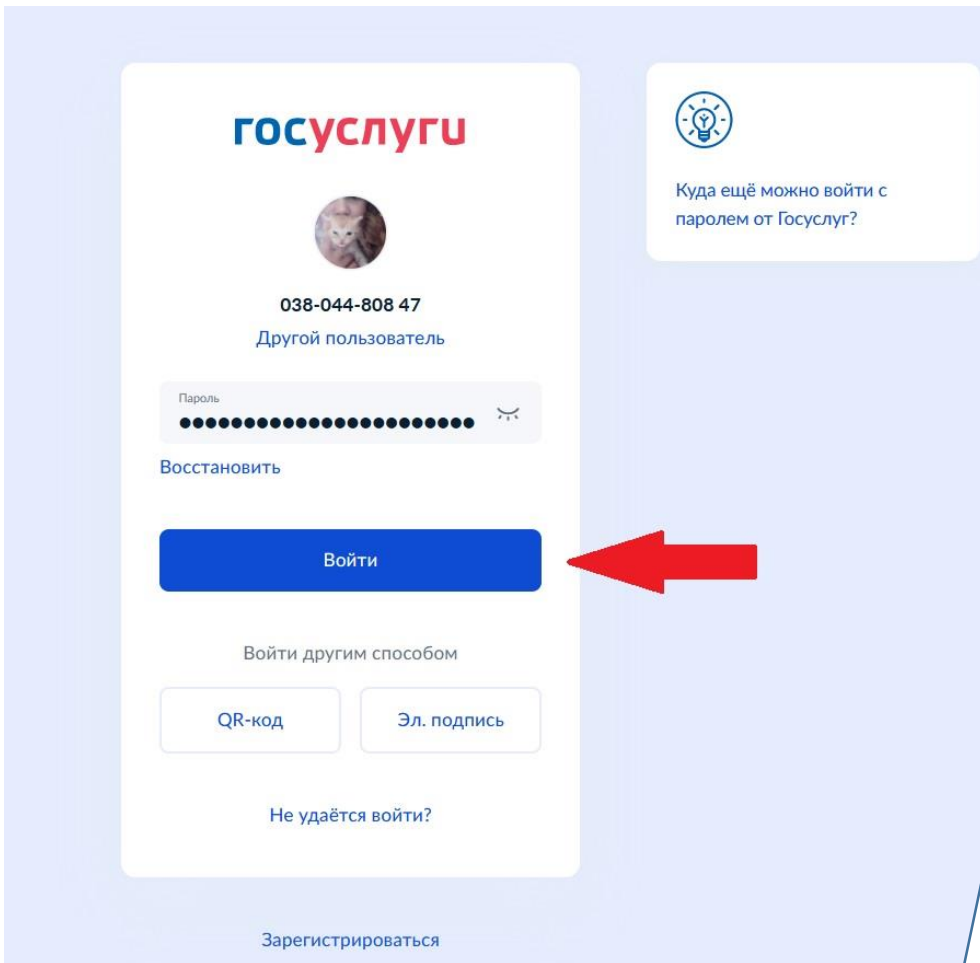 госуслуги
038-044-808 47
Другой пользователь
Пароль
●●●●●●●●●●●●●●●●●●●●●●●
Восстановить
Войти
Войти другим способом
QR-код
Эл. подпись
Не удаётся войти?
Зарегистрироваться
Куда ещё можно войти с
паролем от Госуслуг?